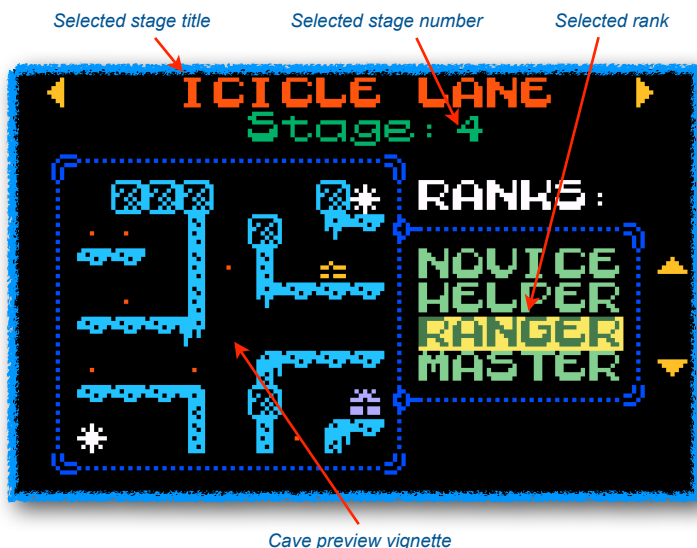 Selected stage title Selected stage number Selected rank
ICICLE LANE
Stage: 4
RANKS:
NOVICE
HELPER
RANGER
MASTER
Cave preview vignette